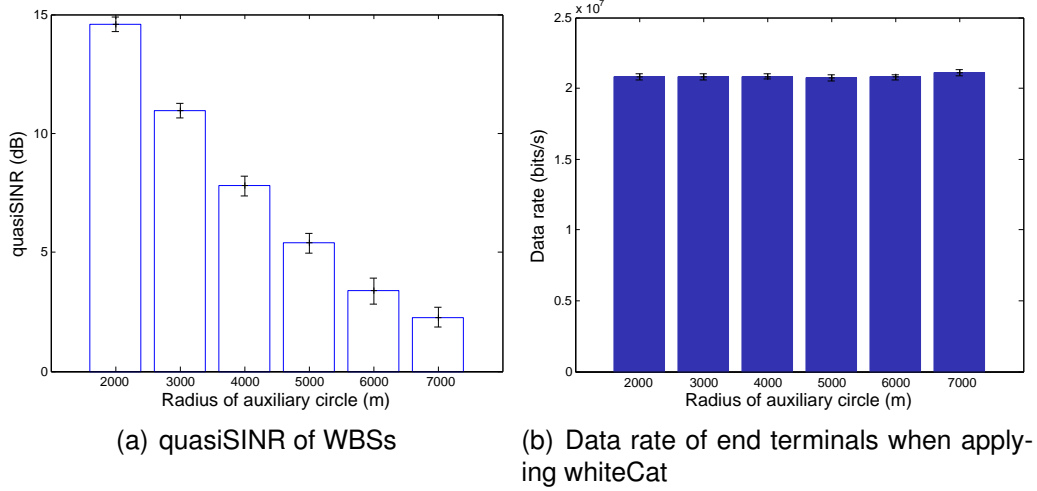 15
10
5
0
quasiSINR (dB)
2000 3000 4000 5000 6000 7000
Radius of auxiliary circle (m)
(a) quasiSINR of WBSs
x 10^7
2.5
2
1.5
1
0.5
0
Data rate (bits/s)
2000 3000 4000 5000 6000 7000
Radius of auxiliary circle (m)
(b) Data rate of end terminals when apply-
ing whiteCat